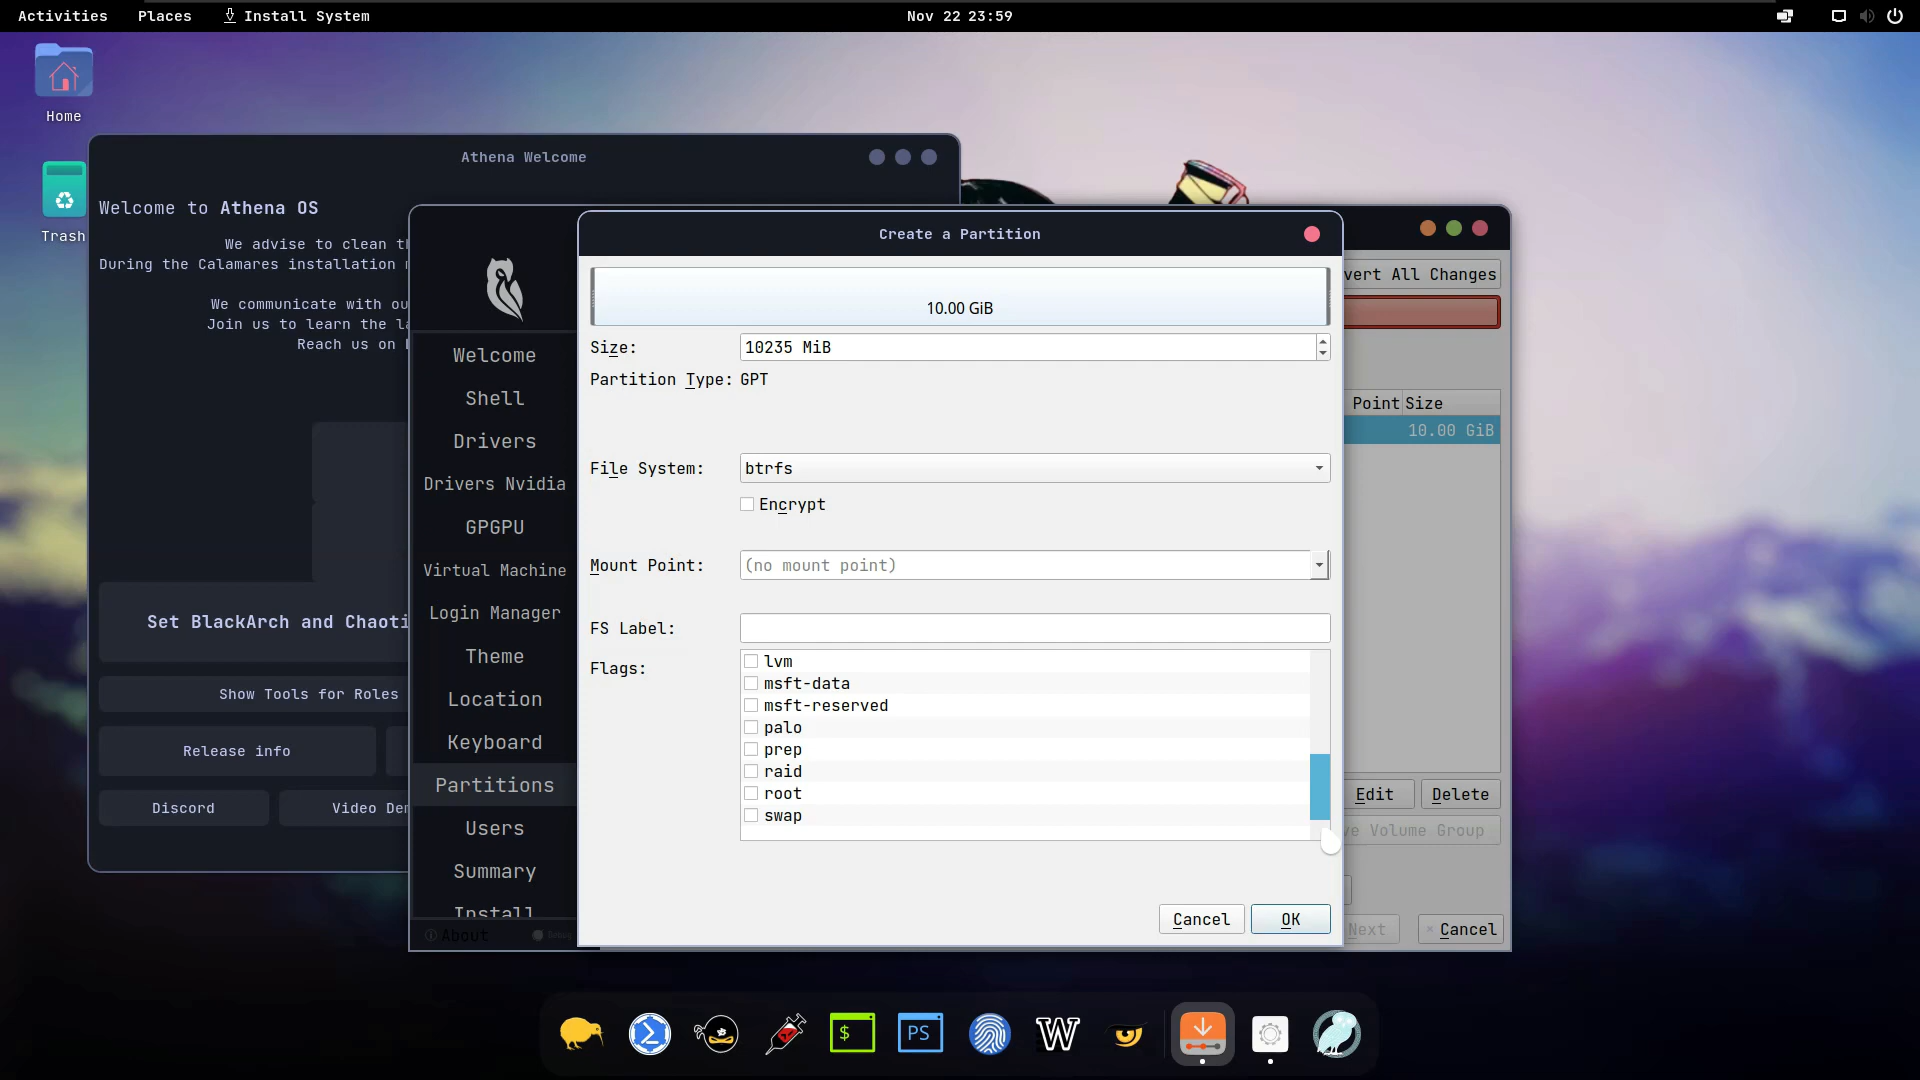 Activities Places Install System Nov 22 23:59
Home
Trash
Athena Welcome
Welcome to Athena OS
We advise to clean th
During the Calamares installation m
We communicate with ou
Join us to learn the la
Reach us on
Set BlackArch and Chaoti
Show Tools for Roles
Release info
Discord Video Dem
Welcome
Shell
Drivers
Drivers Nvidia
GPGPU
Virtual Machine
Login Manager
Theme
Location
Keyboard
Partitions
Users
Summary
Install
About
Create a Partition
10.00 GiB
Size: 10235 MiB
Partition Type: GPT
File System: btrfs
Encrypt
Mount Point: (no mount point)
FS Label:
Flags:
lvm
msft-data
msft-reserved
palo
prep
raid
root
swap
Cancel OK
vert All Changes
Point Size
10.00 GiB
Edit Delete
ve Volume Group
Next Cancel
$ PS W